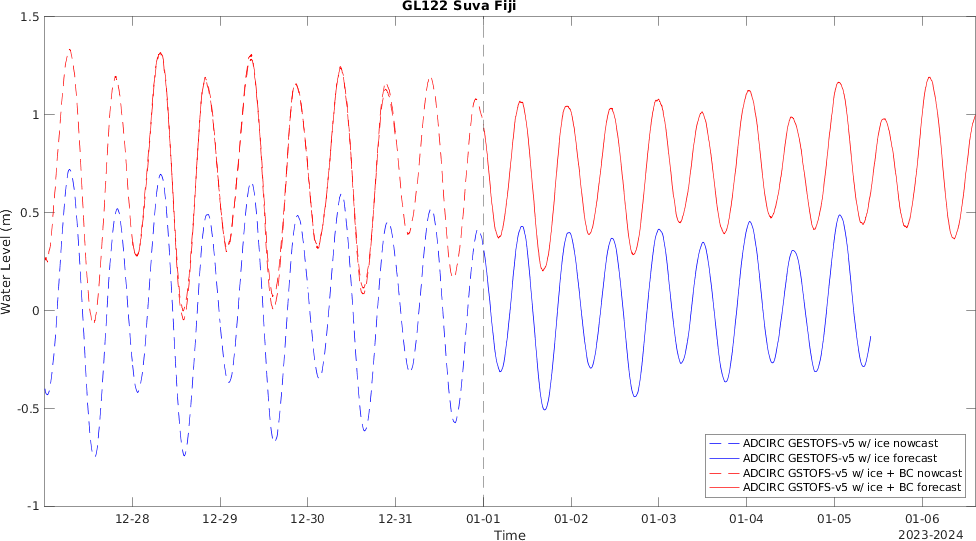 GL122 Suva Fiji
1.5
1
0.5
0
-0.5
-1
Water Level (m)
12-28 12-29 12-30 12-31 01-01 01-02 01-03 01-04 01-05 01-06
Time
2023-2024
ADCIRC GESTOFS-v5 w/ ice nowcast
ADCIRC GESTOFS-v5 w/ ice forecast
ADCIRC GSTOFS-v5 w/ ice + BC nowcast
ADCIRC GSTOFS-v5 w/ ice + BC forecast